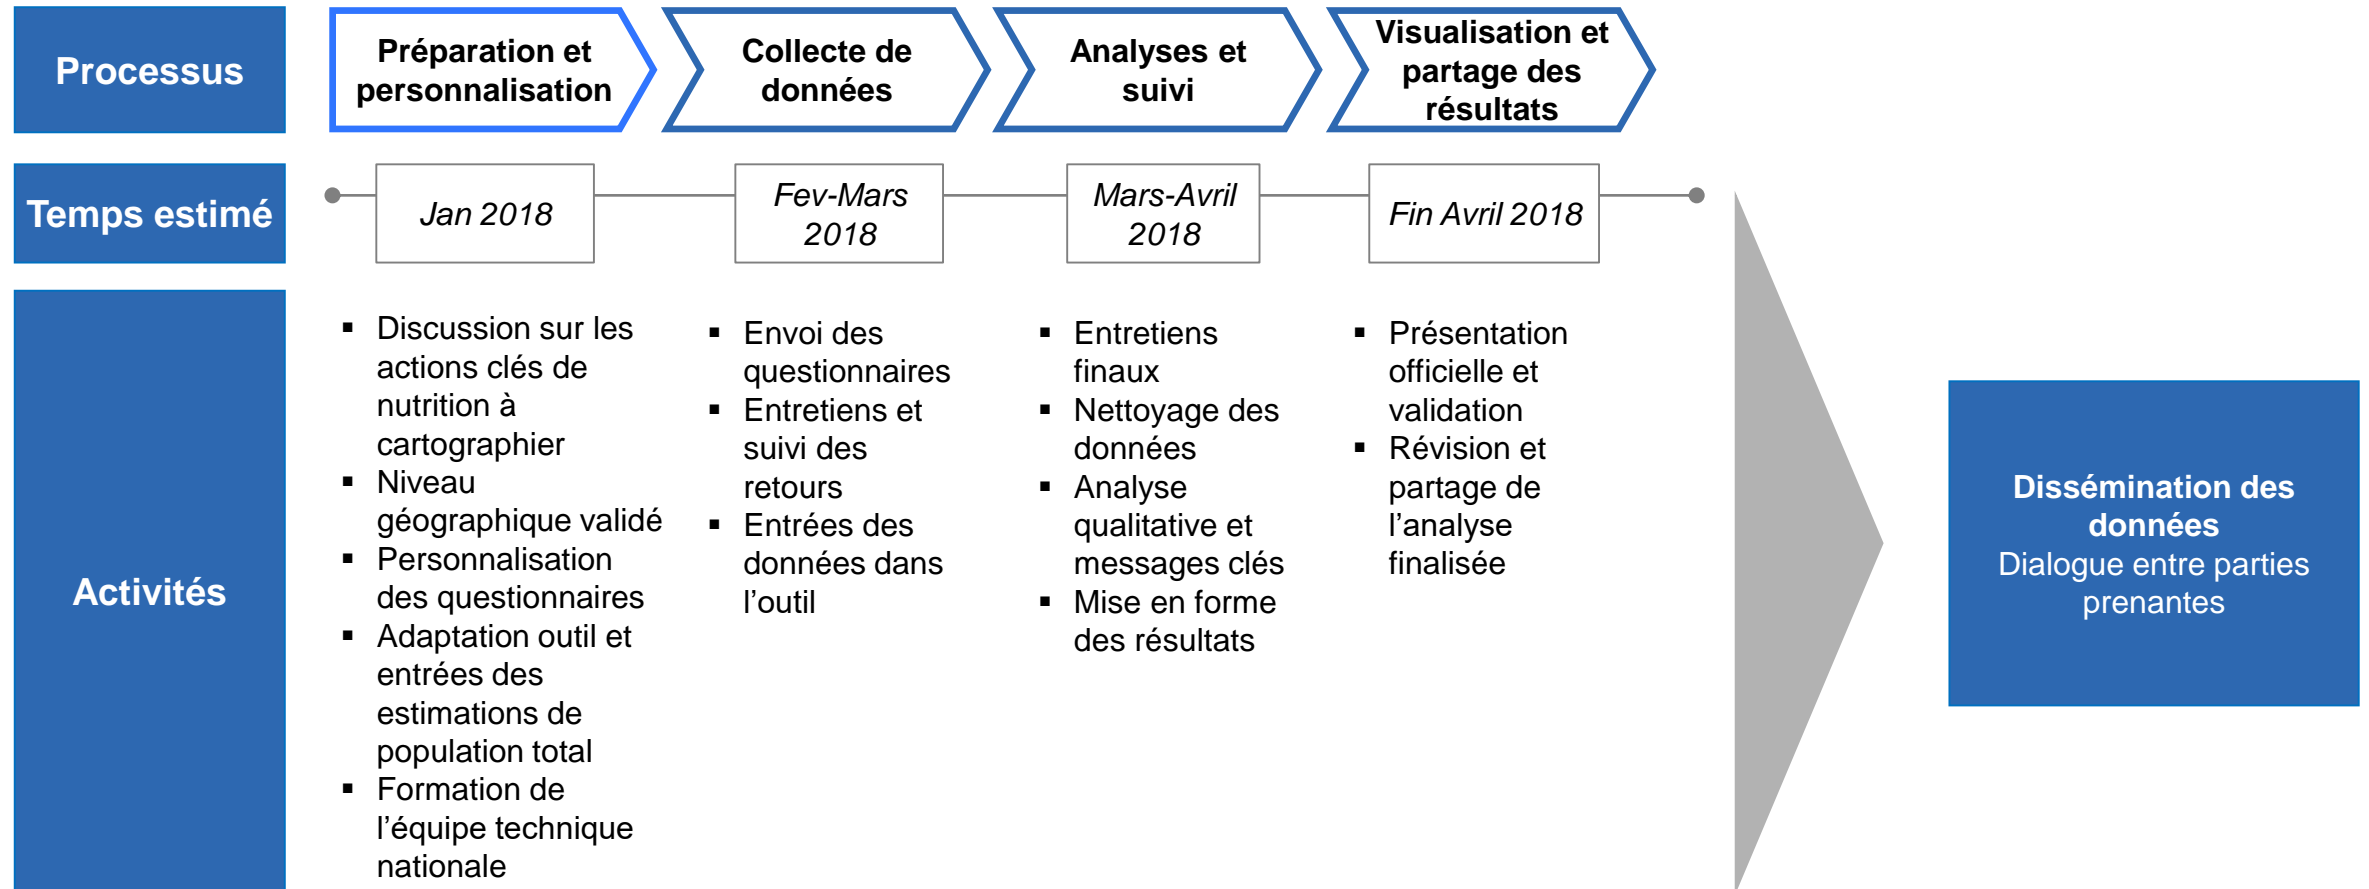 Processus
Préparation et
personnalisation
Collecte de
données
Analyses et
suivi
Visualisation et
partage des
résultats
Temps estimé
Jan 2018
Fev-Mars
2018
Mars-Avril
2018
Fin Avril 2018
Activités
▪ Discussion sur les
actions clés de
nutrition à
cartographier
▪ Niveau
géographique validé
▪ Personnalisation
des questionnaires
▪ Adaptation outil et
entrées des
estimations de
population total
▪ Formation de
l’équipe technique
nationale
▪ Envoi des
questionnaires
▪ Entretiens et
suivi des
retours
▪ Entrées des
données dans
l’outil
▪ Entretiens
finaux
▪ Nettoyage des
données
▪ Analyse
qualitative et
messages clés
▪ Mise en forme
des résultats
▪ Présentation
officielle et
validation
▪ Révision et
partage de
l’analyse
finalisée
Dissémination des
données
Dialogue entre parties
prenantes